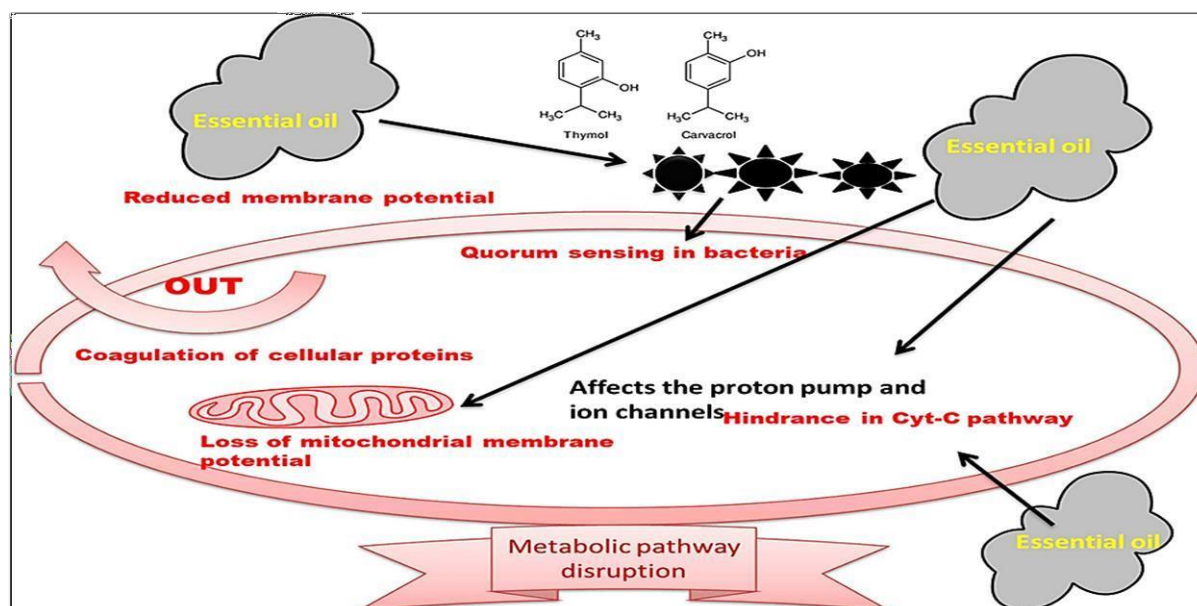 CH₃
OH
H₃C
CH₃
Thymol
CH₃
OH
H₃C
CH₃
Carvacrol
Essential oil
Essential oil
Reduced membrane potential
Quorum sensing in bacteria
OUT
Coagulation of cellular proteins
Affects the proton pump and
ion channels
Hindrance in Cyt-C pathway
Loss of mitochondrial membrane
potential
Essential oil
Metabolic pathway
disruption